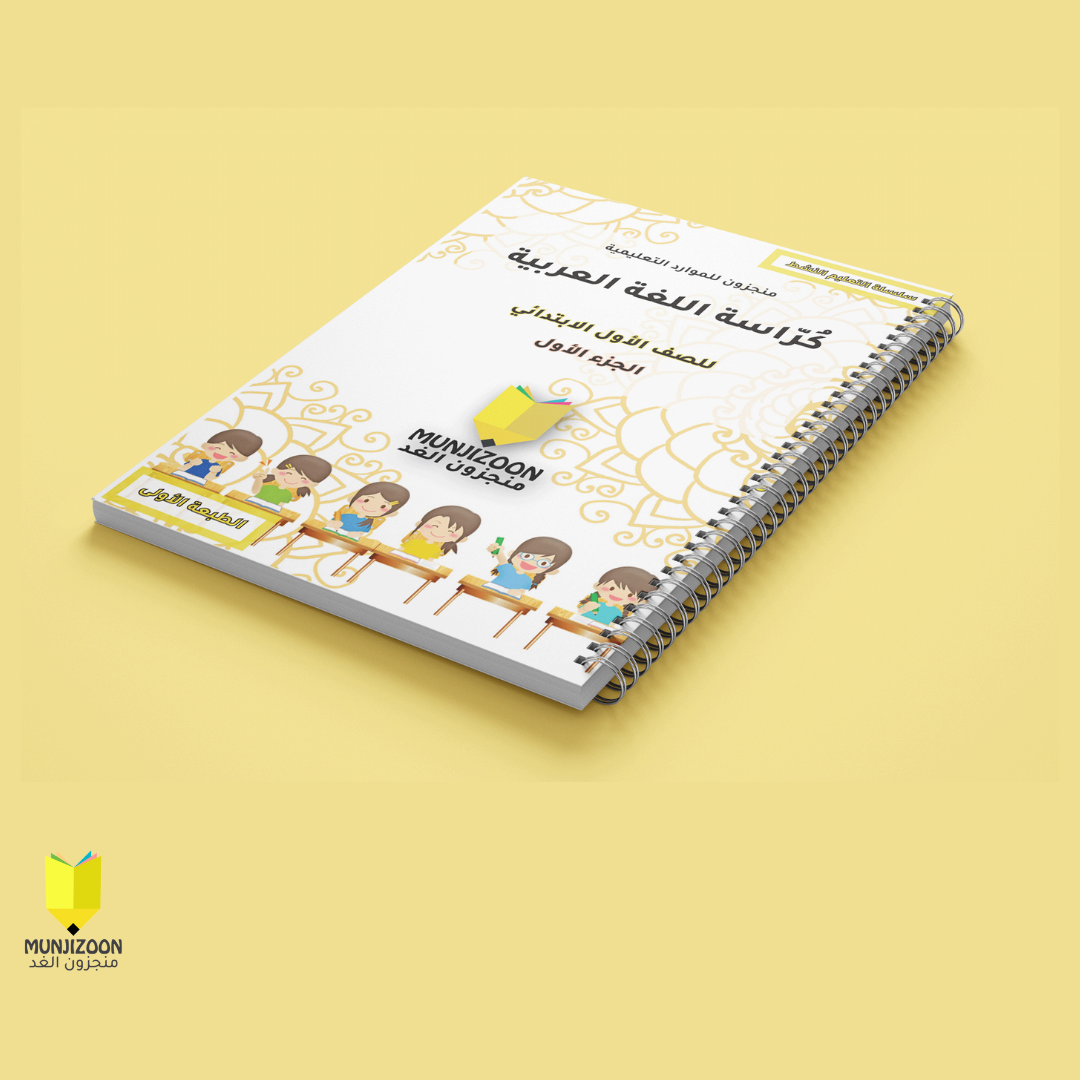 سلسلة التعليم النشط
منجزون للموارد التعليمية
كُرّاسة اللغة العربية
للصف الأول الابتدائي
الجزء الأول
MUNJIZOON
منجزون الغد
الطبعة الأولى
MUNJIZOON
منجزون الغد